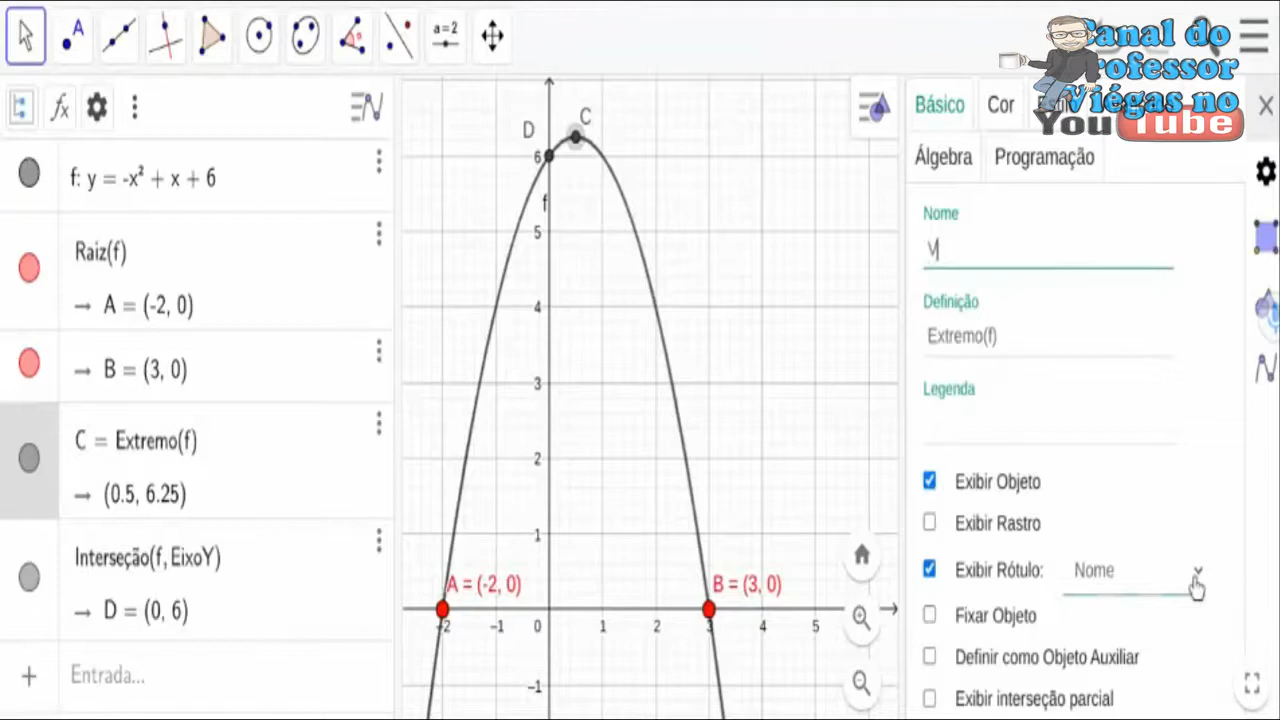 A
a = 2
Canal do
Professor
Viégas no
You Tube
fx
f: y = -x² + x + 6
Raiz(f)
→ A = (-2, 0)
→ B = (3, 0)
C = Extremo(f)
→ (0.5, 6.25)
Interseção(f, EixoY)
→ D = (0, 6)
+ Entrada...
D
C
f
6
5
4
3
2
1
−1
A = (-2, 0)
B = (3, 0)
−2 −1 0 1 2 3 4 5
Básico Cor
Álgebra Programação
Nome
V
Definição
Extremo(f)
Legenda
Exibir Objeto
Exibir Rastro
Exibir Rótulo: Nome
Fixar Objeto
Definir como Objeto Auxiliar
Exibir interseção parcial